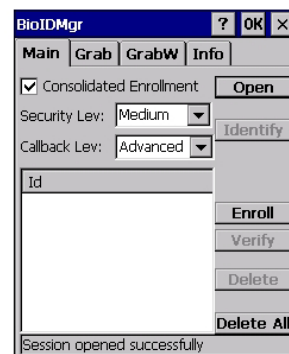 BioIDMgr ? OK ×
Main Grab GrabW Info
Consolidated Enrollment Open
Security Lev: Medium
Identify
Callback Lev: Advanced
Id
Enroll
Verify
Delete
Delete All
Session opened successfully